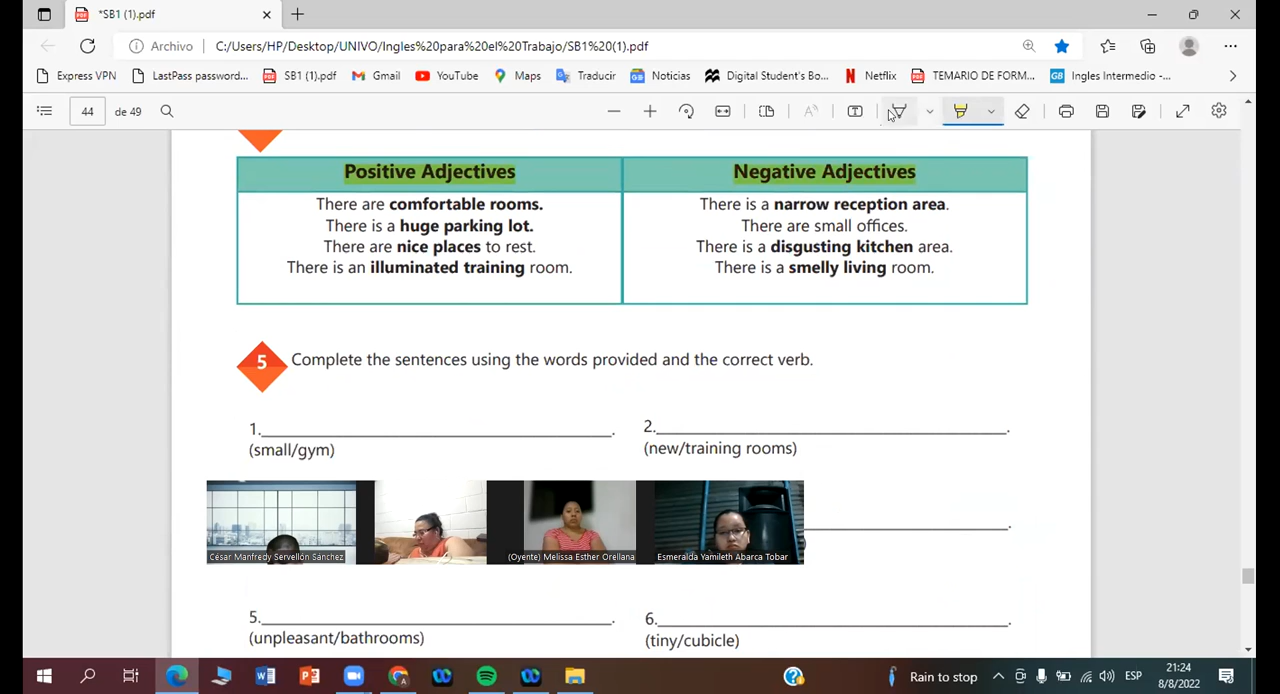 *SB1 (1).pdf
Archivo
C:/Users/HP/Desktop/UNIVO/Ingles%20para%20el%20Trabajo/SB1%20(1).pdf
Express VPN
LastPass password...
SB1 (1).pdf
Gmail
YouTube
Maps
Traducir
Noticias
Digital Student's Bo...
Netflix
TEMARIO DE FORM...
GB Ingles Intermedio -...
44 de 49
Positive Adjectives
There are comfortable rooms.
There is a huge parking lot.
There are nice places to rest.
There is an illuminated training room.
Negative Adjectives
There is a narrow reception area.
There are small offices.
There is a disgusting kitchen area.
There is a smelly living room.
5 Complete the sentences using the words provided and the correct verb.
1.________________________________________.
(small/gym)
2.________________________________________.
(new/training rooms)
César Manfredy Servellón Sánchez
(Oyente) Melissa Esther Orellana
Esmeralda Yamileth Abarca Tobar
5.________________________________________.
(unpleasant/bathrooms)
6.________________________________________.
(tiny/cubicle)
Rain to stop
ESP
21:24
8/8/2022